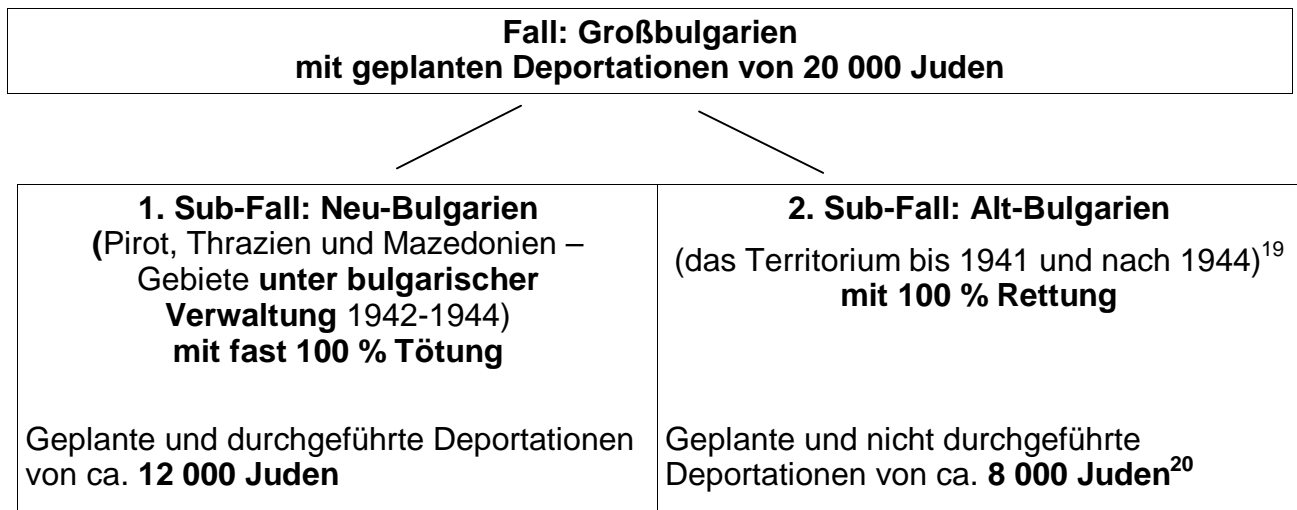 Fall: Großbulgarien
mit geplanten Deportationen von 20 000 Juden
1. Sub-Fall: Neu-Bulgarien
(Pirot, Thrazien und Mazedonien –
Gebiete unter bulgarischer
Verwaltung 1942-1944)
mit fast 100 % Tötung
Geplante und durchgeführte Deportationen
von ca. 12 000 Juden
2. Sub-Fall: Alt-Bulgarien
(das Territorium bis 1941 und nach 1944)19
mit 100 % Rettung
Geplante und nicht durchgeführte
Deportationen von ca. 8 000 Juden20